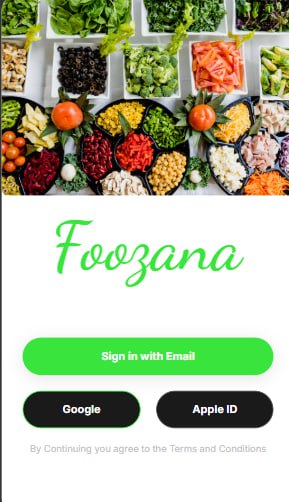 Foozana
Sign in with Email
Google
Apple ID
By Continuing you agree to the Terms and Conditions